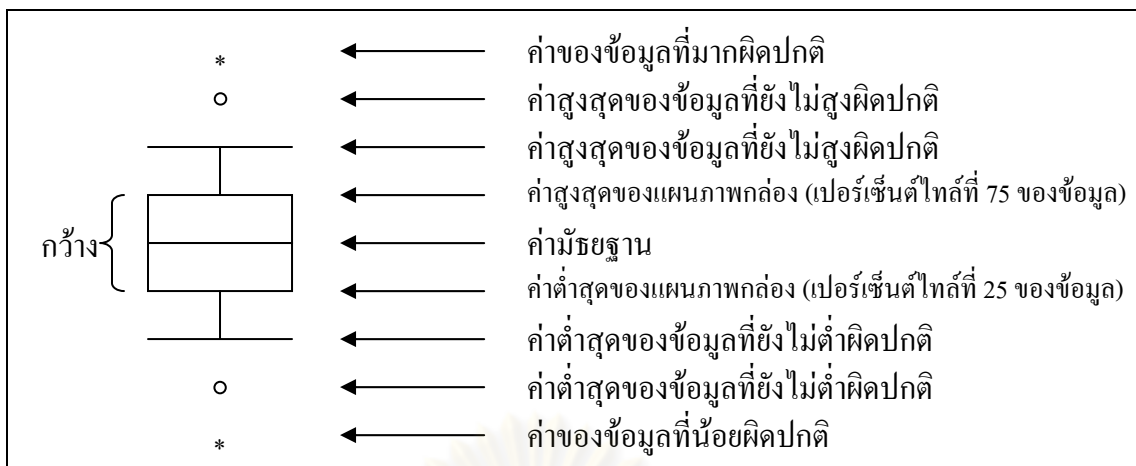 * ค่าของข้อมูลที่มากผิดปกติ
ค่าสูงสุดของข้อมูลที่ยังไม่สูงผิดปกติ
ค่าสูงสุดของข้อมูลที่ยังไม่สูงผิดปกติ
ค่าสูงสุดของแผนภาพกล่อง (เปอร์เซ็นต์ไทล์ที่ 75 ของข้อมูล)
กว้าง ค่ามัธยฐาน
ค่าต่ำสุดของแผนภาพกล่อง (เปอร์เซ็นต์ไทล์ที่ 25 ของข้อมูล)
ค่าต่ำสุดของข้อมูลที่ยังไม่ต่ำผิดปกติ
ค่าต่ำสุดของข้อมูลที่ยังไม่ต่ำผิดปกติ
* ค่าของข้อมูลที่น้อยผิดปกติ